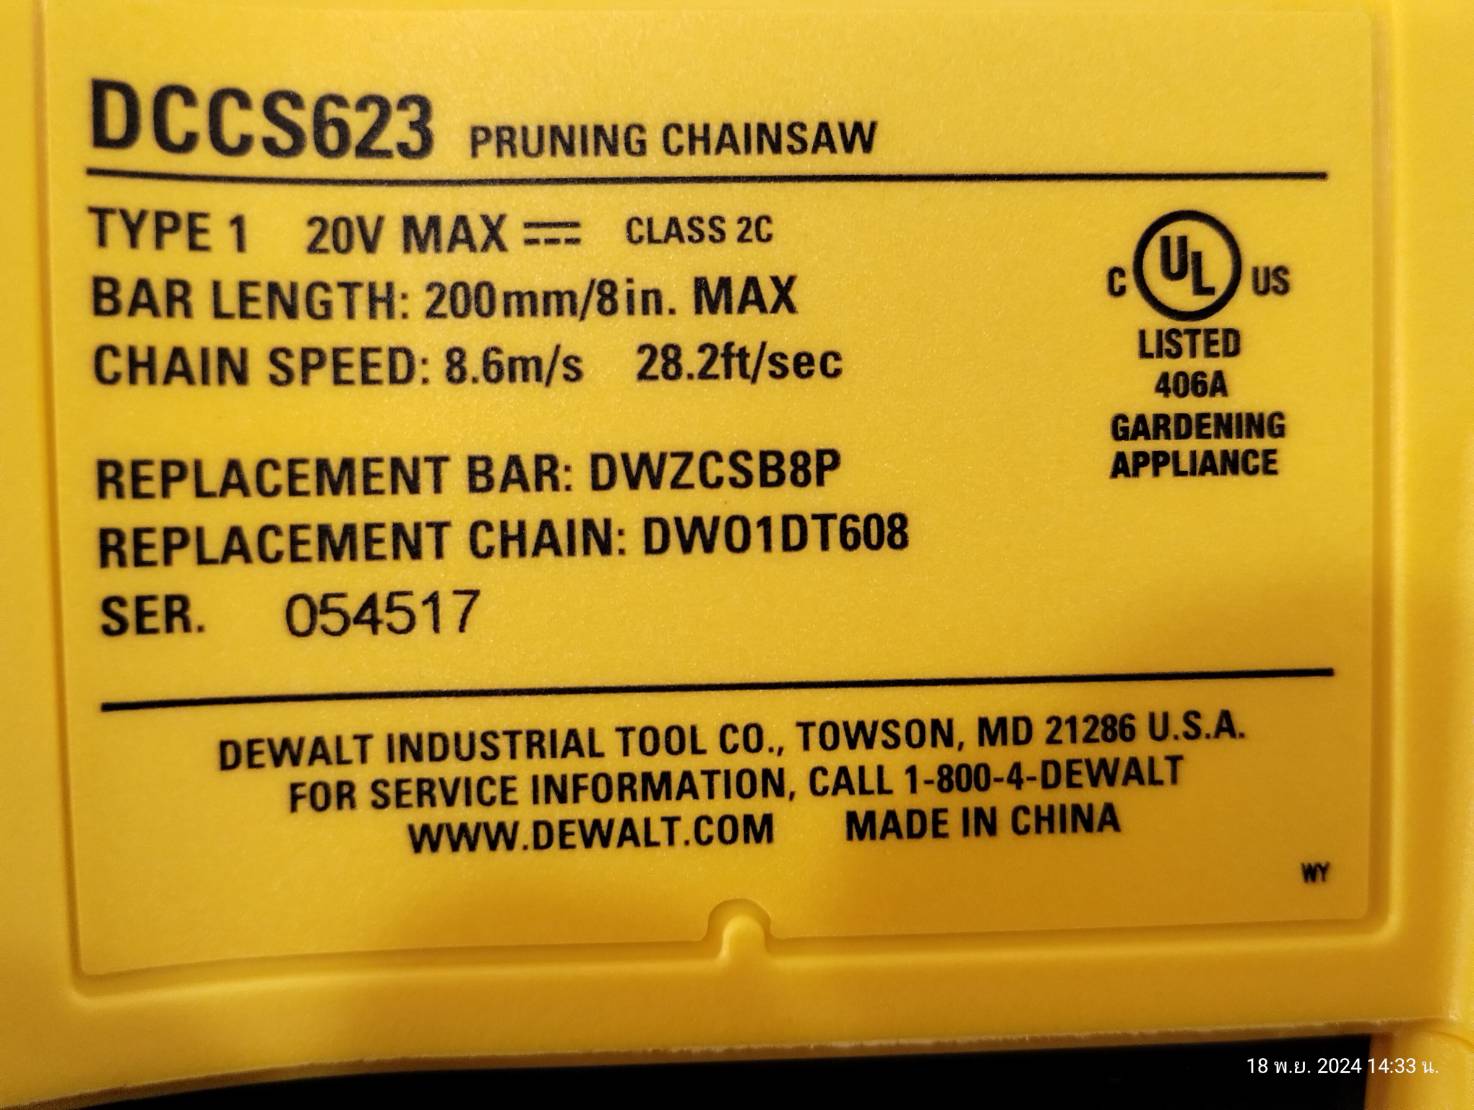 DCCS623 PRUNING CHAINSAW
TYPE 1 20V MAX ⎓ CLASS 2C
BAR LENGTH: 200mm/8in. MAX
CHAIN SPEED: 8.6m/s 28.2ft/sec
C UL US
LISTED
406A
GARDENING
APPLIANCE
REPLACEMENT BAR: DWZCSB8P
REPLACEMENT CHAIN: DWO1DT608
SER. 054517
DEWALT INDUSTRIAL TOOL CO., TOWSON, MD 21286 U.S.A.
FOR SERVICE INFORMATION, CALL 1-800-4-DEWALT
WWW.DEWALT.COM MADE IN CHINA
WY
18 พ.ย. 2024 14:33 น.